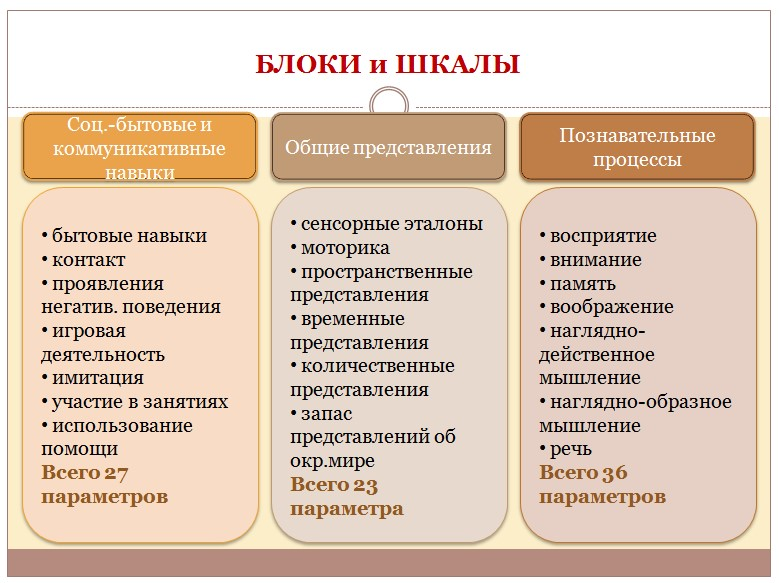 БЛОКИ и ШКАЛЫ
Соц.-бытовые и
коммуникативные
навыки
• бытовые навыки
• контакт
• проявления
негатив. поведения
• игровая
деятельность
• имитация
• участие в занятиях
• использование
помощи
Всего 27
параметров
Общие представления
• сенсорные эталоны
• моторика
• пространственные
представления
• временные
представления
• количественные
представления
• запас
представлений об
окр.мире
Всего 23
параметра
Познавательные
процессы
• восприятие
• внимание
• память
• воображение
• наглядно-
действенное
мышление
• наглядно-образное
мышление
• речь
Всего 36
параметров